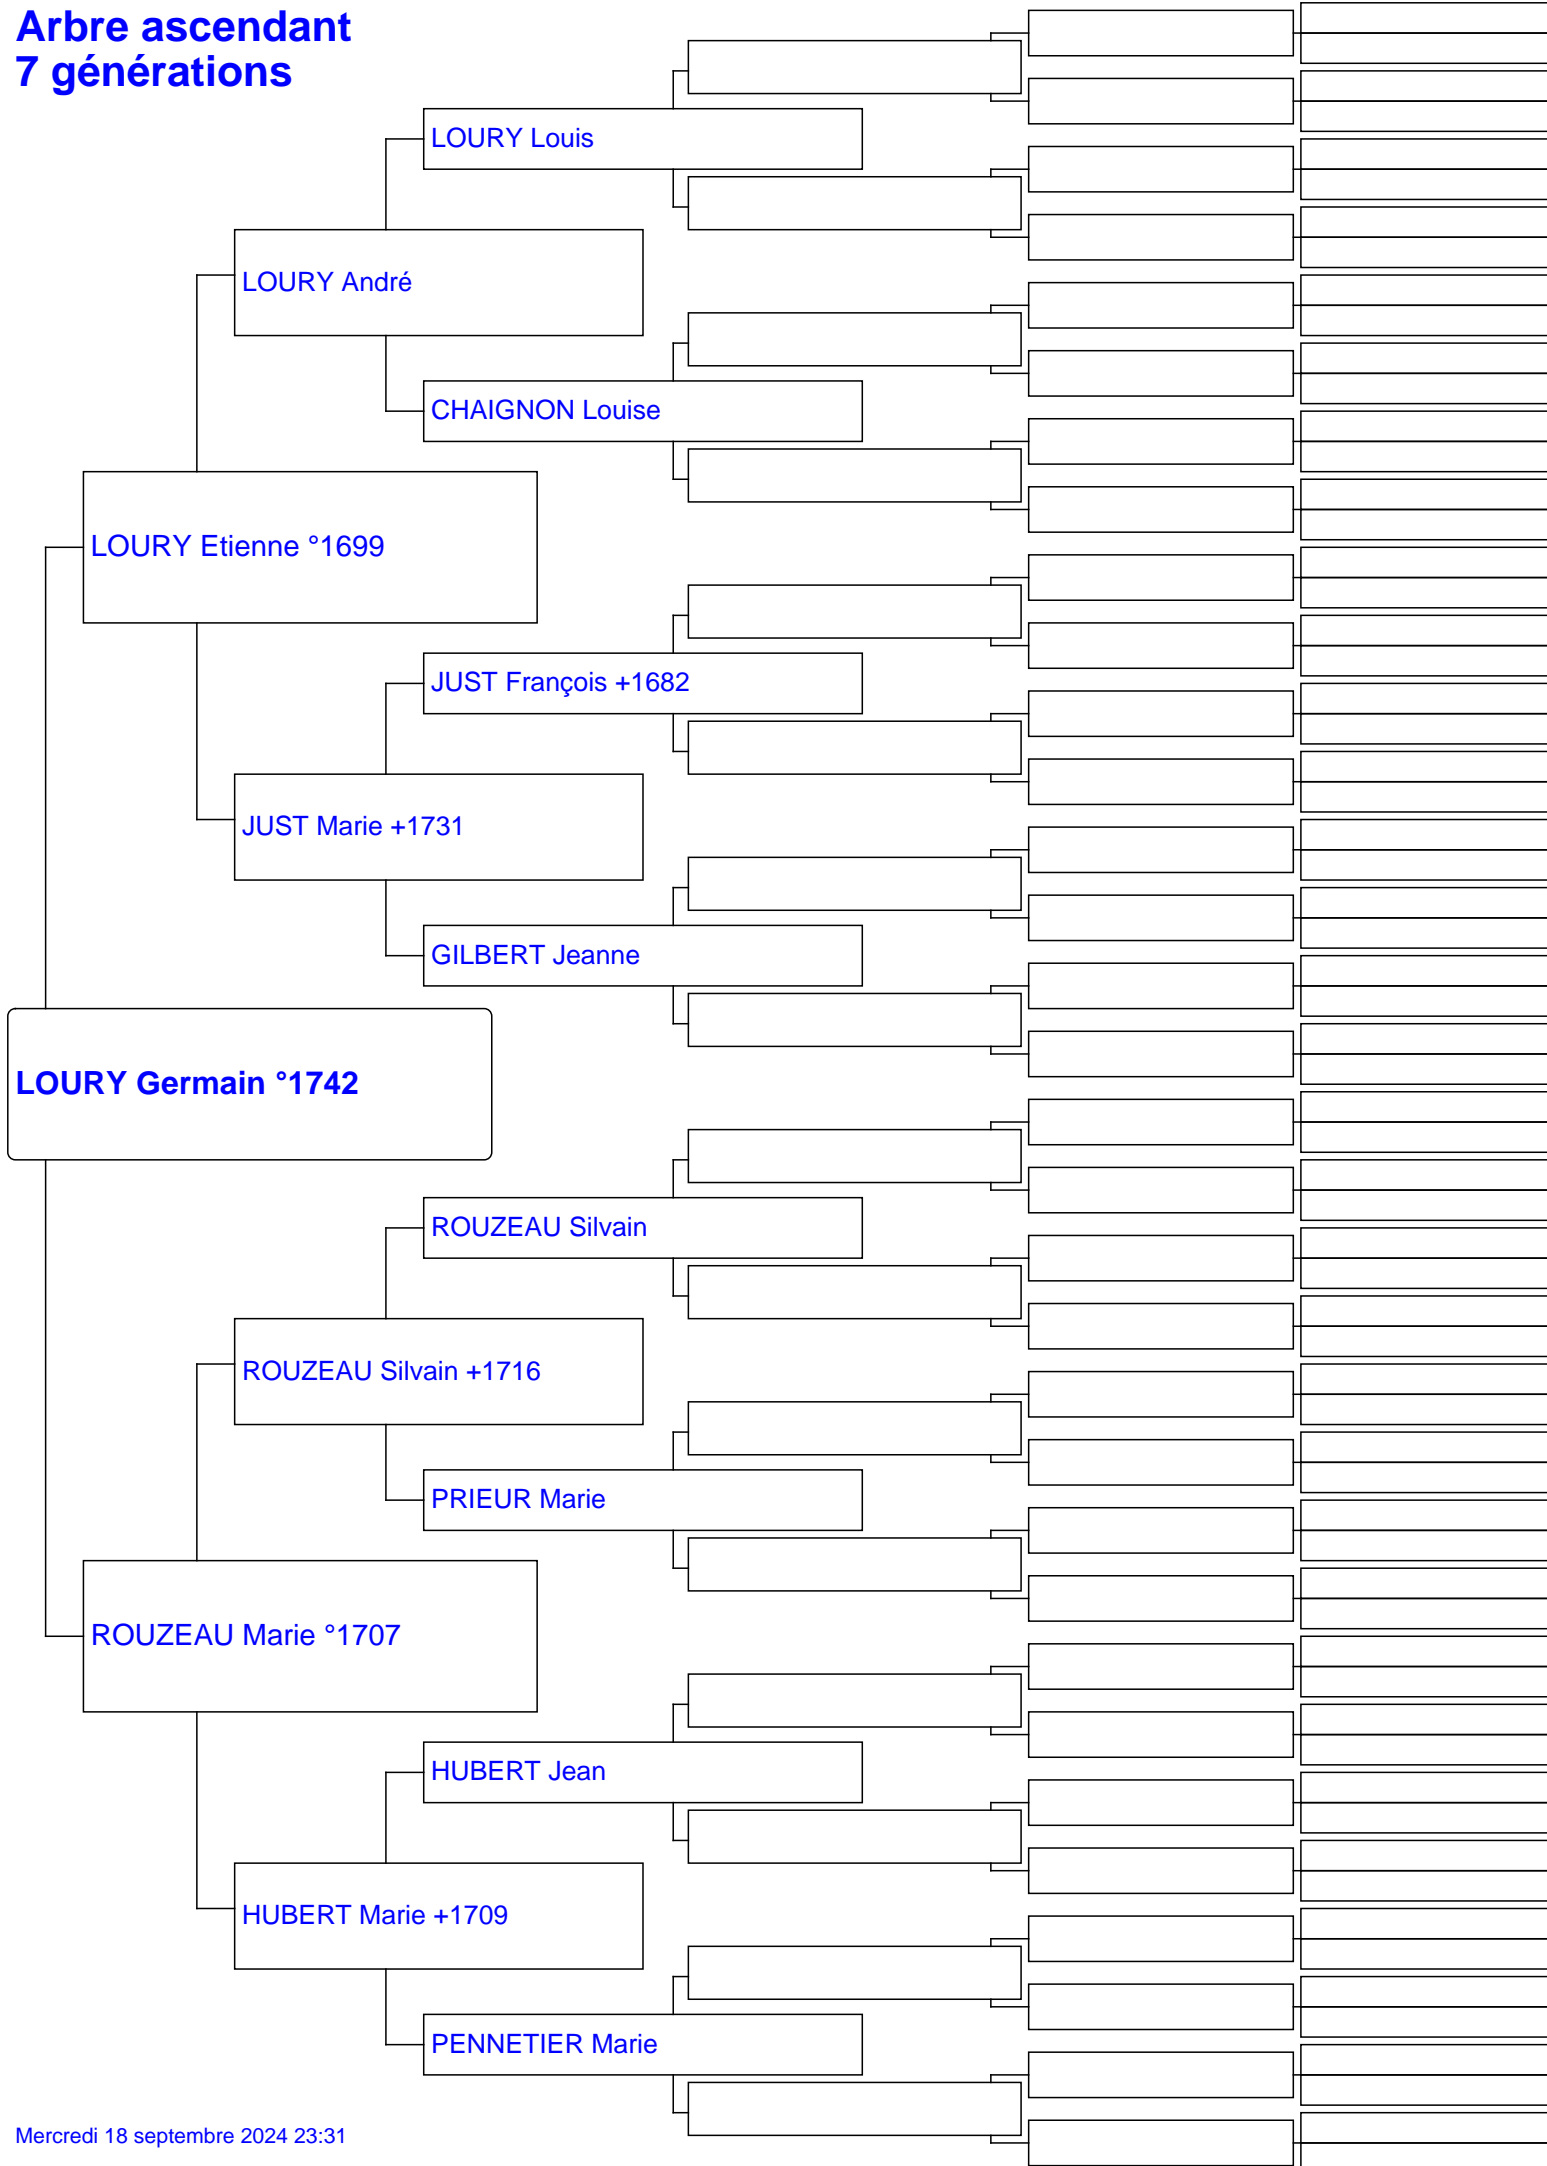 Arbre ascendant
7 générations
LOURY Louis
LOURY André
CHAIGNON Louise
LOURY Etienne °1699
JUST François +1682
JUST Marie +1731
GILBERT Jeanne
LOURY Germain °1742
ROUZEAU Silvain
ROUZEAU Silvain +1716
PRIEUR Marie
ROUZEAU Marie °1707
HUBERT Jean
HUBERT Marie +1709
PENNETIER Marie
Mercredi 18 septembre 2024 23:31